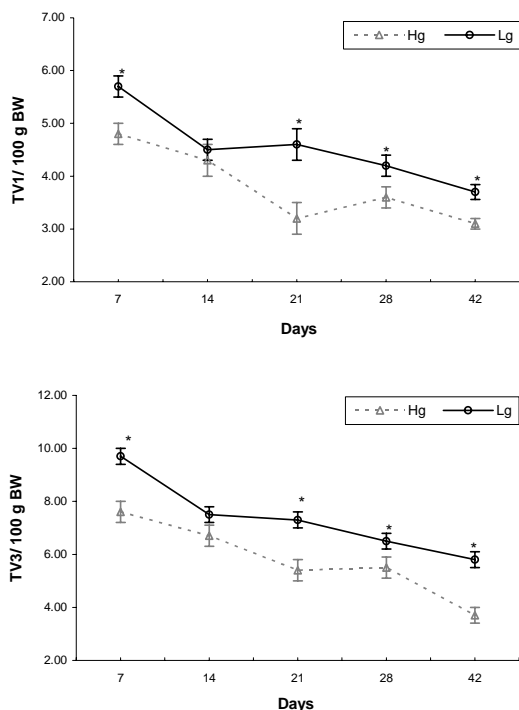 7.00
6.00
5.00
4.00
3.00
2.00
TV1/ 100 g BW
Hg Lg
*
*
*
*
7 14 21 28 42
Days
12.00
10.00
8.00
6.00
4.00
2.00
TV3/ 100 g BW
Hg Lg
*
*
*
*
7 14 21 28 42
Days